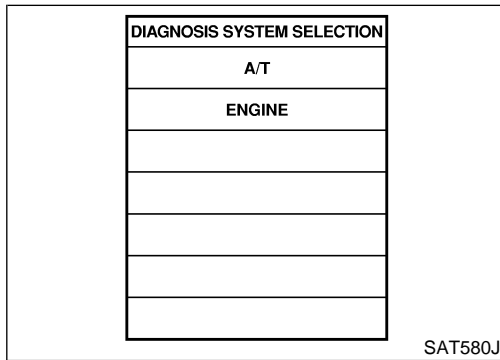 DIAGNOSIS SYSTEM SELECTION
A/T
ENGINE
SAT580J